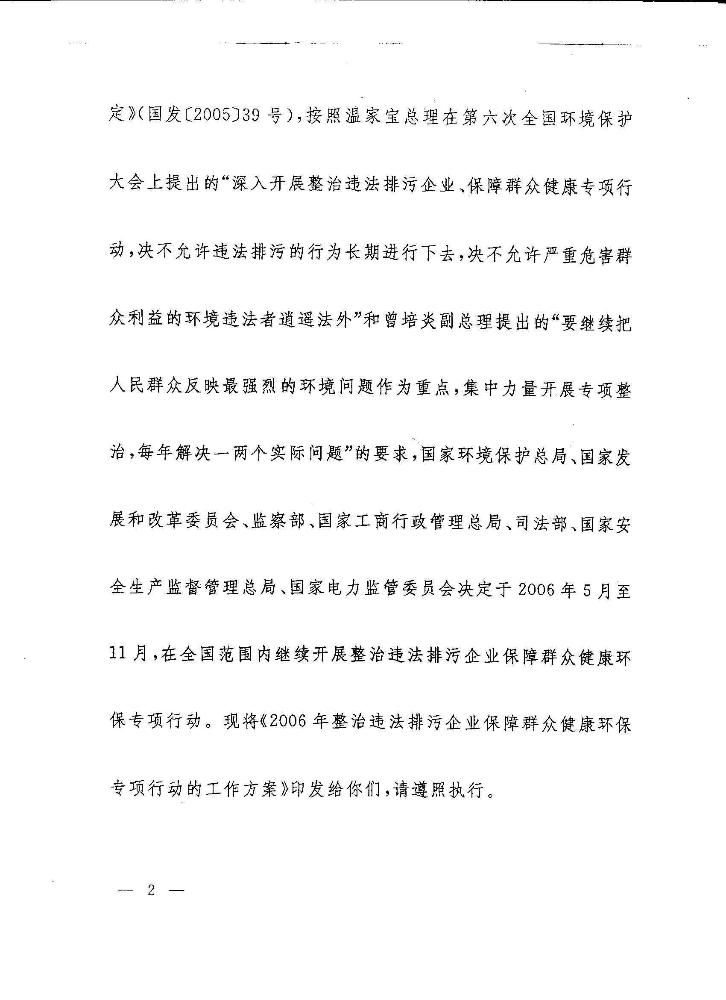 定》(国发〔2005〕39 号),按照温家宝总理在第六次全国环境保护
大会上提出的“深入开展整治违法排污企业、保障群众健康专项行
动,决不允许违法排污的行为长期进行下去,决不允许严重危害群
众利益的环境违法者逍遥法外”和曾培炎副总理提出的“要继续把
人民群众反映最强烈的环境问题作为重点,集中力量开展专项整
治,每年解决一两个实际问题”的要求,国家环境保护总局、国家发
展和改革委员会、监察部、国家工商行政管理总局、司法部、国家安
全生产监督管理总局、国家电力监管委员会决定于 2006 年 5 月至
11 月,在全国范围内继续开展整治违法排污企业保障群众健康环
保专项行动。现将《2006 年整治违法排污企业保障群众健康环保
专项行动的工作方案》印发给你们,请遵照执行。
— 2 —